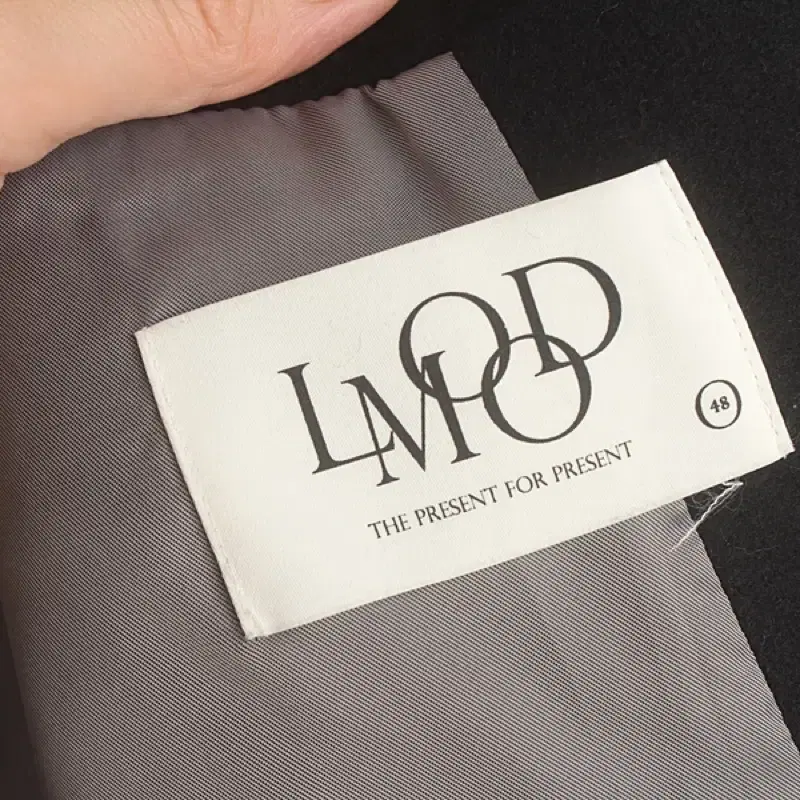 LMOOD
THE PRESENT FOR PRESENT
48